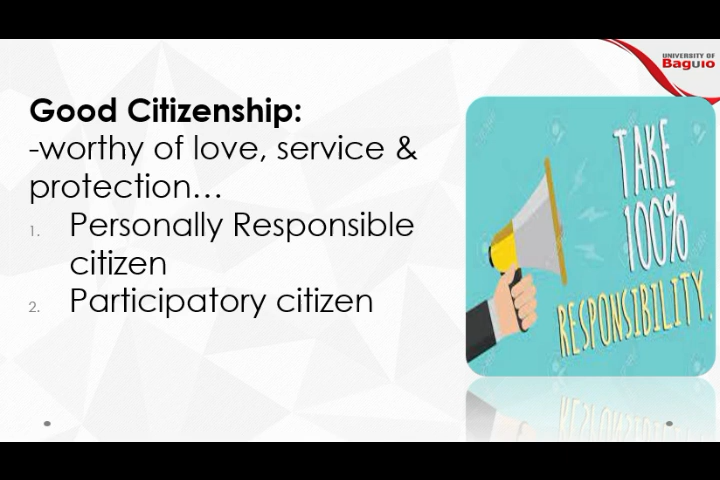 UNIVERSITY OF
Baguio
Good Citizenship:
-worthy of love, service &
protection...
1. Personally Responsible
citizen
2. Participatory citizen
TAKE
100%
RESPONSIBILITY.